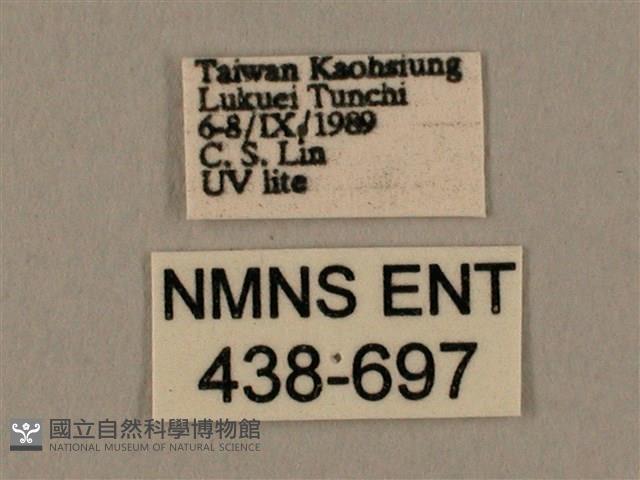 Taiwan Kaohsiung
Lukuei Tunchi
6-8/IX/1989
C. S. Lin
UV lite
NMNS ENT
438-697
國立自然科學博物館
NATIONAL MUSEUM OF NATURAL SCIENCE